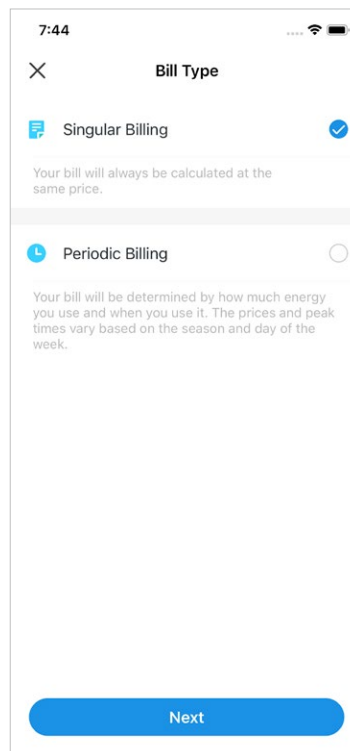 7:44
Bill Type
Singular Billing
Your bill will always be calculated at the
same price.
Periodic Billing
Your bill will be determined by how much energy
you use and when you use it. The prices and peak
times vary based on the season and day of the
week.
Next